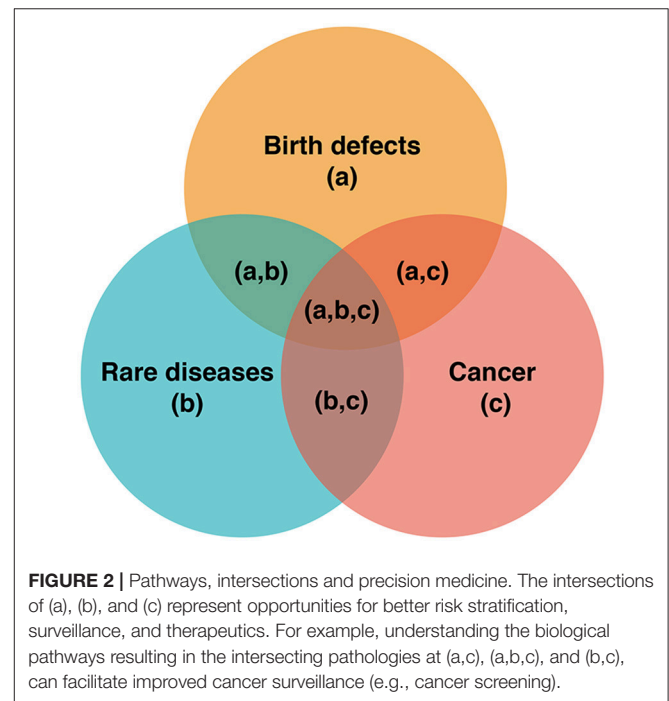 Birth defects
(a)
(a,b)
(a,c)
(a,b,c)
Rare diseases
(b)
(b,c)
Cancer
(c)
FIGURE 2 | Pathways, intersections and precision medicine. The intersections
of (a), (b), and (c) represent opportunities for better risk stratification,
surveillance, and therapeutics. For example, understanding the biological
pathways resulting in the intersecting pathologies at (a,c), (a,b,c), and (b,c),
can facilitate improved cancer surveillance (e.g., cancer screening).